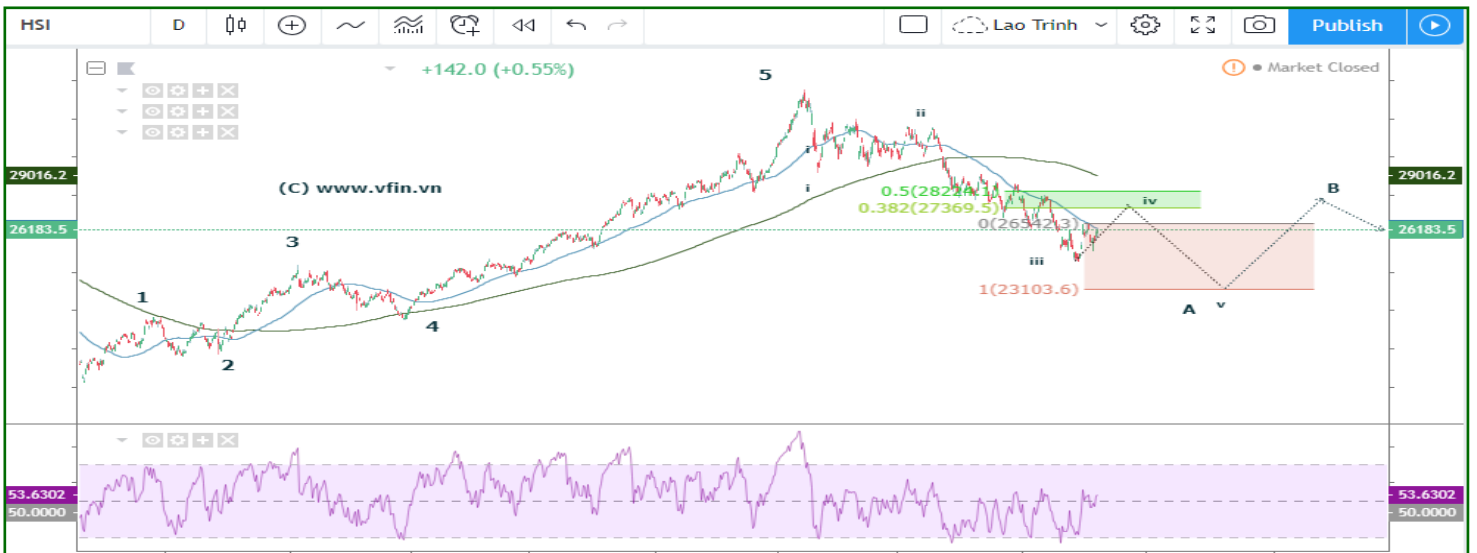 HSI D Lao Trinh Publish
+142.0 (+0.55%) Market Closed
5
ii
i
29016.2 29016.2
(C) www.vfin.vn
i
0.5(28224.1)
B
iv
0.382(27369.5)
0(26542.3)
26183.5 26183.5
3
iii
1(23103.6)
1
A v
4
2
53.6302 53.6302
50.0000 50.0000